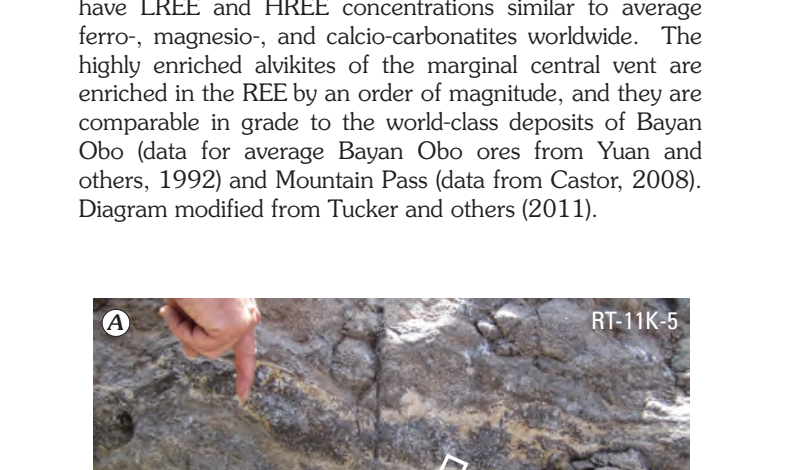 have LREE and HREE concentrations similar to average
ferro-, magnesio-, and calcio-carbonatites worldwide. The
highly enriched alvikites of the marginal central vent are
enriched in the REE by an order of magnitude, and they are
comparable in grade to the world-class deposits of Bayan
Obo (data for average Bayan Obo ores from Yuan and
others, 1992) and Mountain Pass (data from Castor, 2008).
Diagram modified from Tucker and others (2011).
A
RT-11K-5